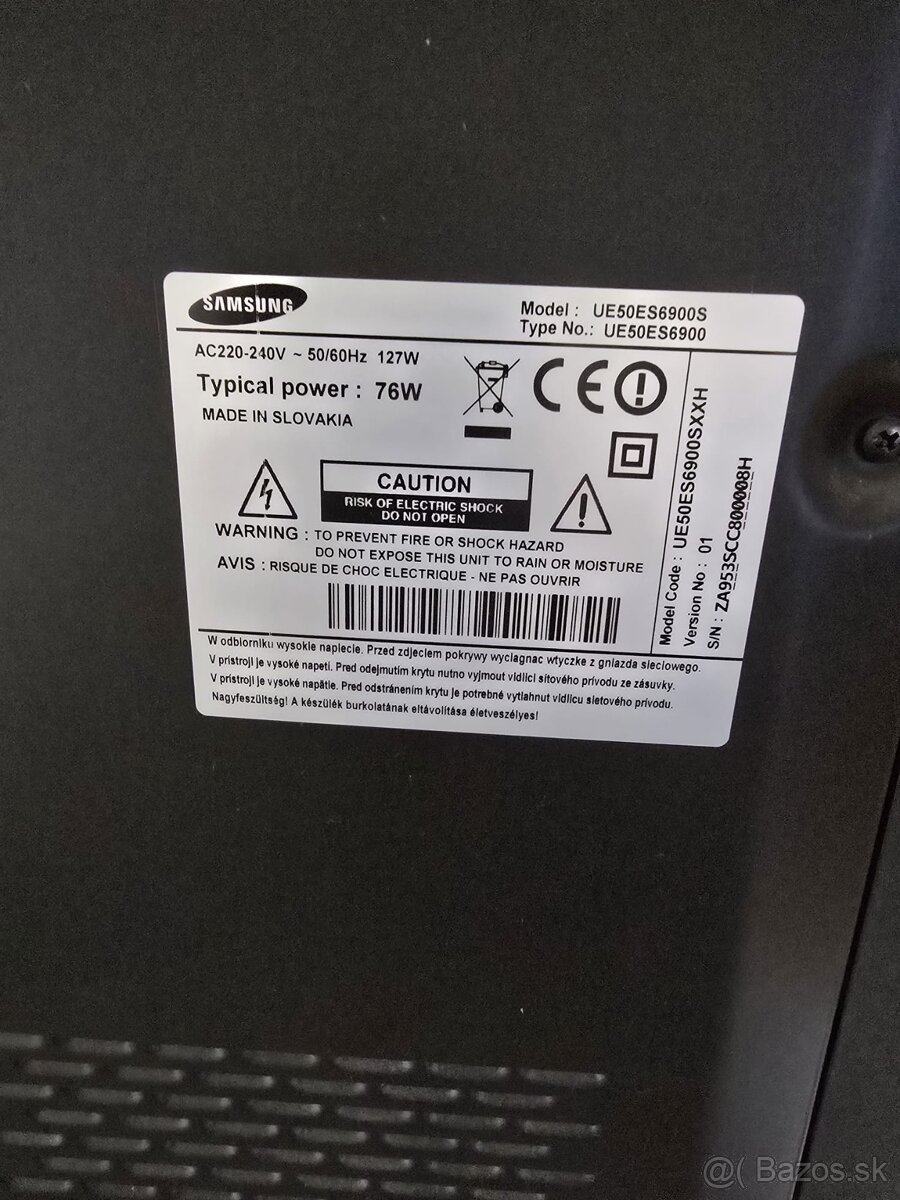 SAMSUNG
Model : UE50ES6900S
Type No.: UE50ES6900
AC220-240V ~ 50/60Hz 127W
Typical power : 76W
MADE IN SLOVAKIA
CE
CAUTION
RISK OF ELECTRIC SHOCK
DO NOT OPEN
WARNING : TO PREVENT FIRE OR SHOCK HAZARD
DO NOT EXPOSE THIS UNIT TO RAIN OR MOISTURE
AVIS : RISQUE DE CHOC ELECTRIQUE - NE PAS OUVRIR
Model Code : UE50ES6900SXXH
Version No : 01
S/N : ZA953SCC800008H
W odbiorniku wysokie napiecie. Przed zdjeciem pokrywy wyciagnac wtyczke z gniazda sieciowego.
V prístroji je vysoké napetí. Pred odejmutím krytu nutno vyjmout vidlici sítového prívodu ze zásuvky.
V prístroji je vysoké napätie. Pred odstránením krytu je potrebné vytiahnut vidlicu sietového prívodu.
Nagyfeszültség! A készülék burkolatának eltávolítása életveszélyes!
@( Bazos.sk